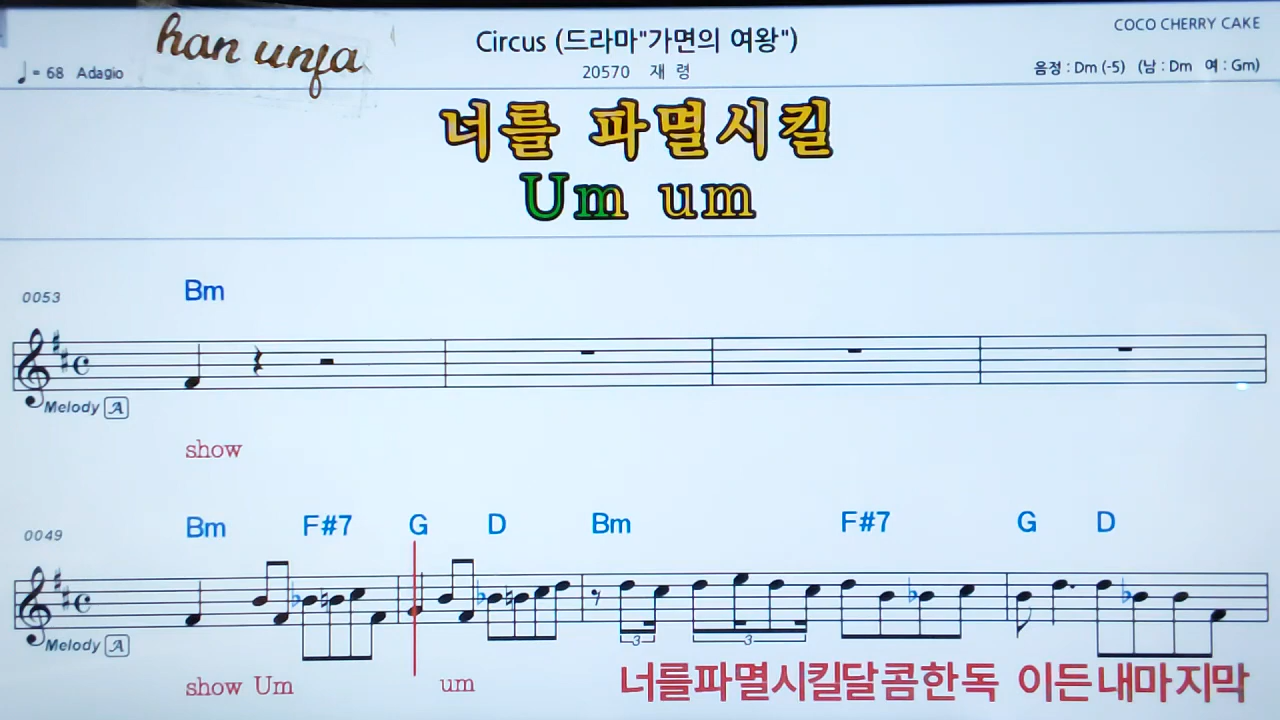 han unja
Circus (드라마"가면의 여왕")
COCO CHERRY CAKE
♩= 68 Adagio
20570 재 령
음정 : Dm (-5) (남 : Dm 여 : Gm)
너를 파멸시킬
Um um
0053
Bm
Melody A
show
0049
Bm F#7 G D Bm F#7 G D
3 3
Melody A
show Um um 너를파멸시킬달콤한독 이든내마지막